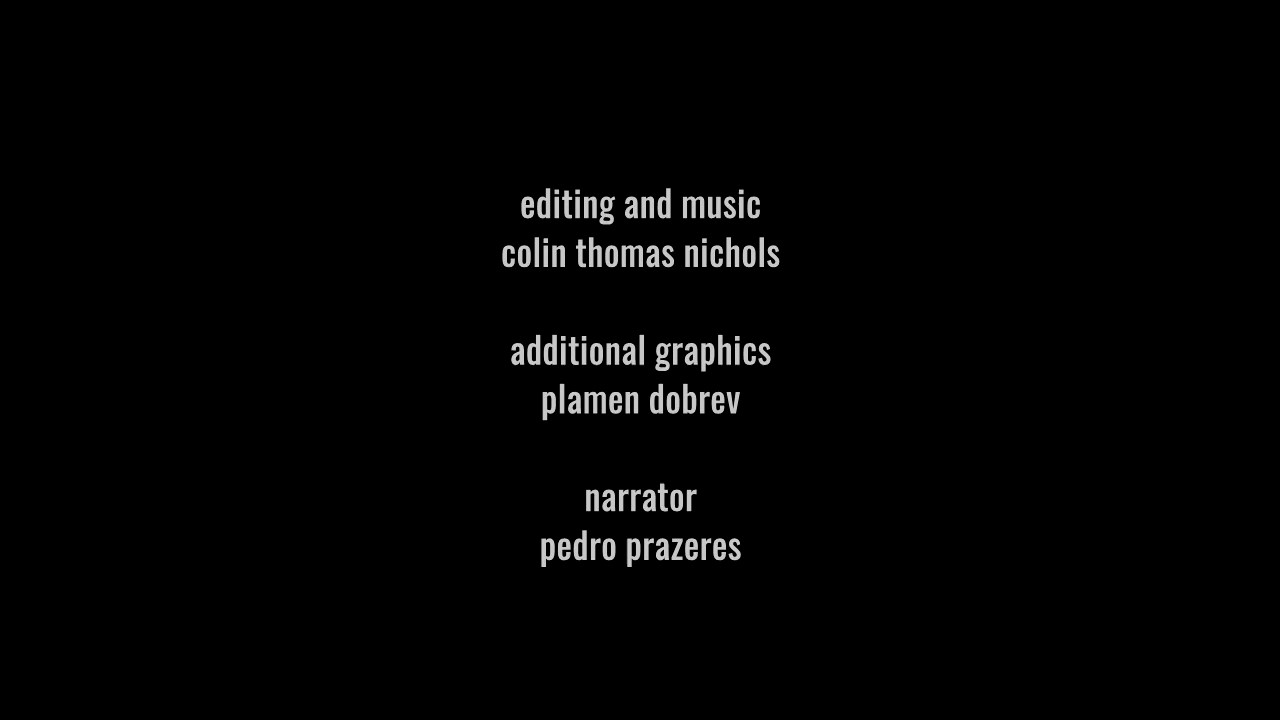 editing and music
colin thomas nichols
additional graphics
plamen dobrev
narrator
pedro prazeres